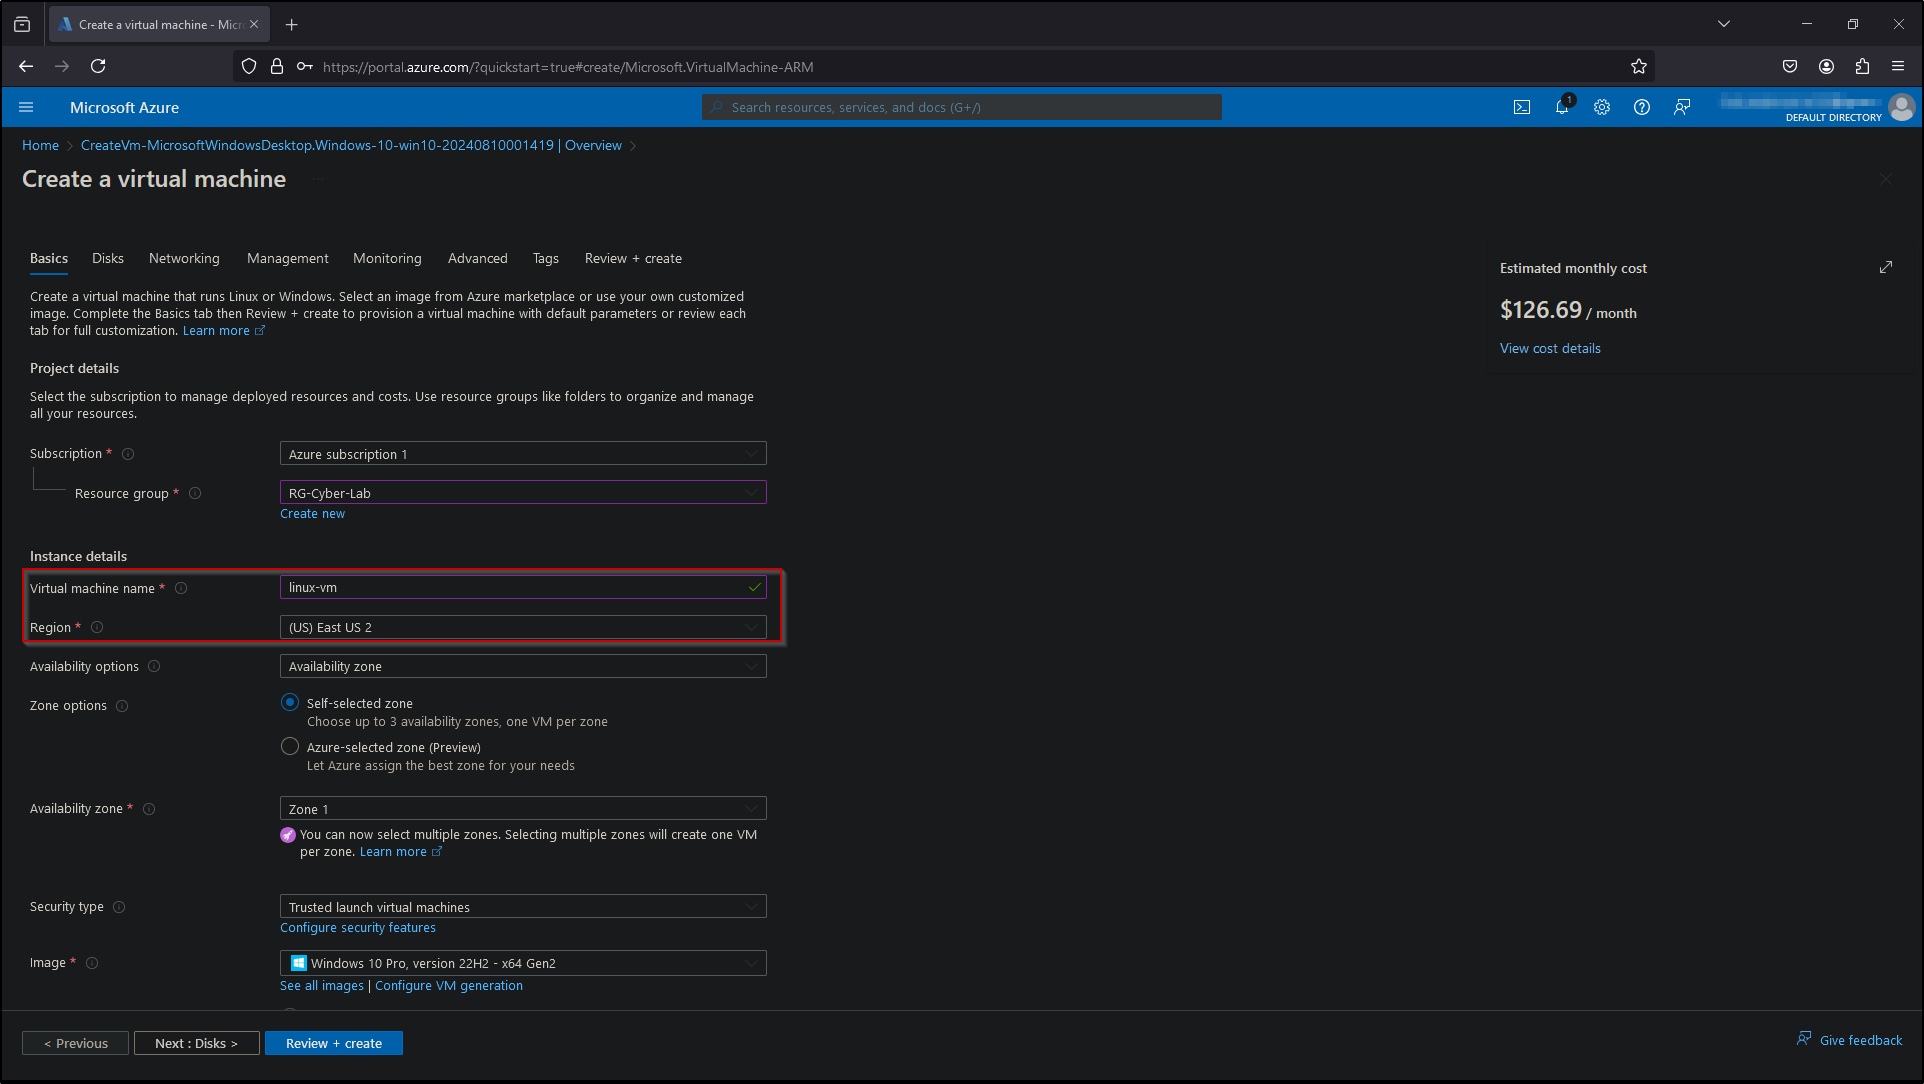 Create a virtual machine - Micr
https://portal.azure.com/?quickstart=true#create/Microsoft.VirtualMachine-ARM
Microsoft Azure
Search resources, services, and docs (G+/)
1
DEFAULT DIRECTORY
Home > CreateVm-MicrosoftWindowsDesktop.Windows-10-win10-20240810001419 | Overview >
Create a virtual machine ...
Basics Disks Networking Management Monitoring Advanced Tags Review + create
Create a virtual machine that runs Linux or Windows. Select an image from Azure marketplace or use your own customized
image. Complete the Basics tab then Review + create to provision a virtual machine with default parameters or review each
tab for full customization. Learn more
Estimated monthly cost
$126.69 / month
View cost details
Project details
Select the subscription to manage deployed resources and costs. Use resource groups like folders to organize and manage
all your resources.
Subscription * Azure subscription 1
Resource group * RG-Cyber-Lab
Create new
Instance details
Virtual machine name * linux-vm
Region * (US) East US 2
Availability options Availability zone
Zone options Self-selected zone
Choose up to 3 availability zones, one VM per zone
Azure-selected zone (Preview)
Let Azure assign the best zone for your needs
Availability zone * Zone 1
You can now select multiple zones. Selecting multiple zones will create one VM
per zone. Learn more
Security type Trusted launch virtual machines
Configure security features
Image * Windows 10 Pro, version 22H2 - x64 Gen2
See all images | Configure VM generation
< Previous Next : Disks > Review + create
Give feedback